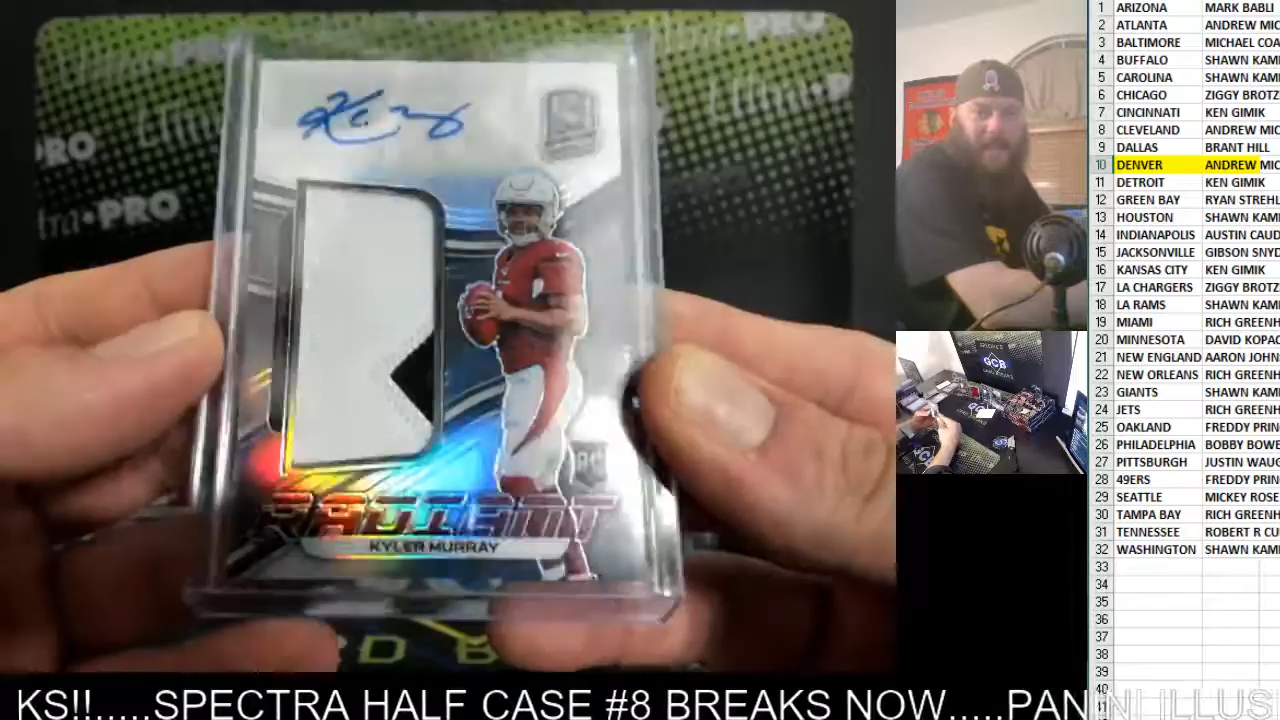 PRO
PRO
RADIANT
KYLER MURRAY
GCB
1 ARIZONA MARK BABLI
2 ATLANTA ANDREW MIC
3 BALTIMORE MICHAEL COA
4 BUFFALO SHAWN KAM
5 CAROLINA SHAWN KAM
6 CHICAGO ZIGGY BROTZ
7 CINCINNATI KEN GIMIK
8 CLEVELAND ANDREW MIC
9 DALLAS BRANT HILL
10 DENVER ANDREW MIC
11 DETROIT KEN GIMIK
12 GREEN BAY RYAN STREHL
13 HOUSTON SHAWN KAM
14 INDIANAPOLIS AUSTIN CAUD
15 JACKSONVILLE GIBSON SNYD
16 KANSAS CITY KEN GIMIK
17 LA CHARGERS ZIGGY BROTZ
18 LA RAMS SHAWN KAM
19 MIAMI RICH GREENH
20 MINNESOTA DAVID KOPAC
21 NEW ENGLAND AARON JOHN
22 NEW ORLEANS RICH GREENH
23 GIANTS SHAWN KAM
24 JETS RICH GREENH
25 OAKLAND FREDDY PRIN
26 PHILADELPHIA BOBBY BOWE
27 PITTSBURGH JUSTIN WAUG
28 49ERS FREDDY PRIN
29 SEATTLE MICKEY ROSE
30 TAMPA BAY RICH GREENH
31 TENNESSEE ROBERT R CU
32 WASHINGTON SHAWN KAM
33
34
35
36
37
38
39
40
41
KS!!.....SPECTRA HALF CASE #8 BREAKS NOW.....PANINI ILLUS